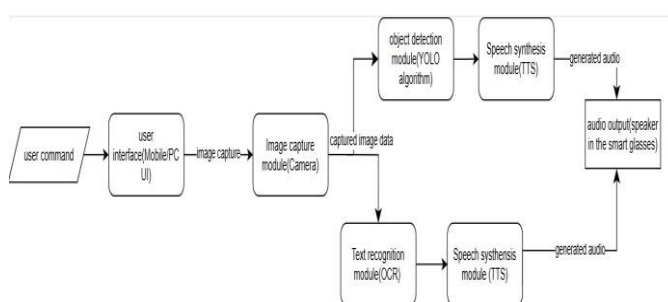 user command
user
interface(Mobile/PC
UI)
image capture
Image capture
module(Camera)
captured image data
object detection
module(YOLO
algorithm)
Speech synthesis
module(TTS)
generated audio
audio output(speaker
in the smart glasses)
Text recognition
module(OCR)
Speech systhensis
module (TTS)
generated audio